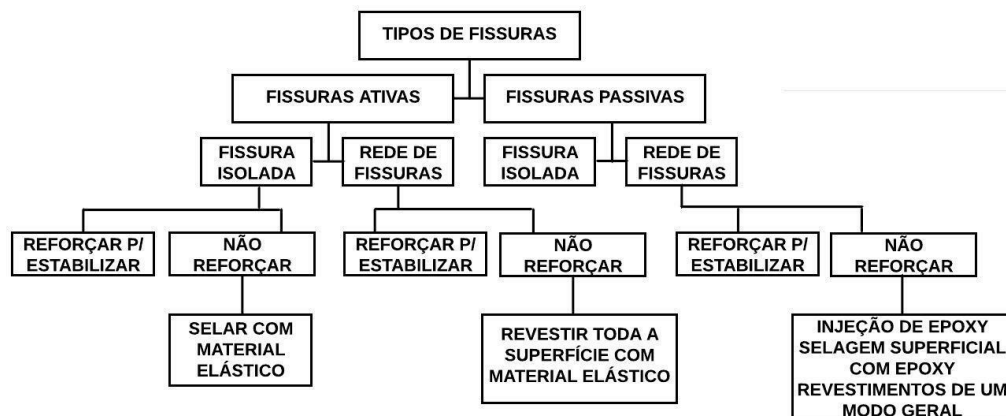 TIPOS DE FISSURAS
FISSURAS ATIVAS
FISSURAS PASSIVAS
FISSURA
ISOLADA
REDE DE
FISSURAS
FISSURA
ISOLADA
REDE DE
FISSURAS
REFORÇAR P/
ESTABILIZAR
NÃO
REFORÇAR
REFORÇAR P/
ESTABILIZAR
NÃO
REFORÇAR
REFORÇAR P/
ESTABILIZAR
NÃO
REFORÇAR
SELAR COM
MATERIAL
ELÁSTICO
REVESTIR TODA A
SUPERFÍCIE COM
MATERIAL ELÁSTICO
INJEÇÃO DE EPOXY
SELAGEM SUPERFICIAL
COM EPOXY
REVESTIMENTOS DE UM
MODO GERAL